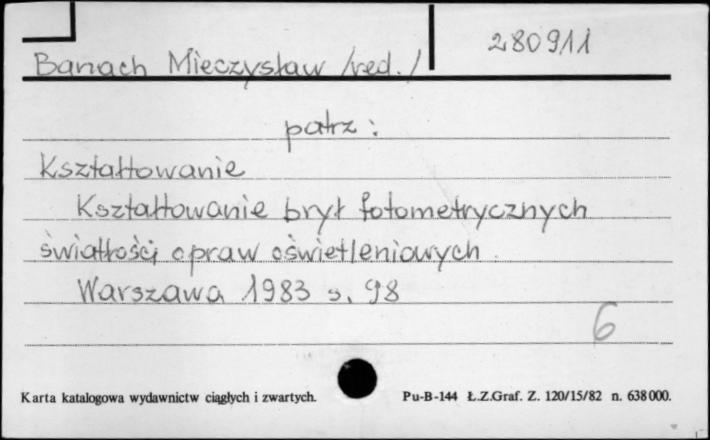 280911
Banach Mieczysław /red./
patrz:
Kształtowanie
Kształtowanie brył fotometrycznych
światłości opraw oświetleniowych.
Warszawa 1983 s. 98
6
Karta katalogowa wydawnictw ciągłych i zwartych. Pu-B-144 Ł.Z.Graf. Z. 120/15/82 n. 638000.